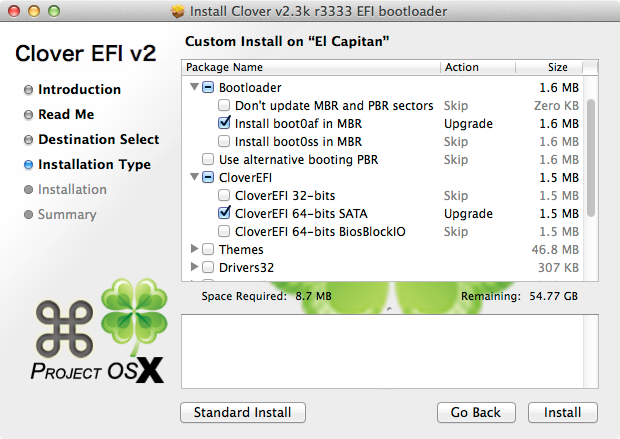 Install Clover v2.3k r3333 EFI bootloader
Clover EFI v2
Introduction
Read Me
Destination Select
Installation Type
Installation
Summary
PROJECT OSX
Custom Install on “El Capitan”
Package Name Action Size
Bootloader 1.6 MB
Don't update MBR and PBR sectors Skip Zero KB
Install boot0af in MBR Upgrade 1.6 MB
Install boot0ss in MBR Skip 1.6 MB
Use alternative booting PBR Skip 1.6 MB
CloverEFI 1.5 MB
CloverEFI 32-bits Skip 1.5 MB
CloverEFI 64-bits SATA Upgrade 1.5 MB
CloverEFI 64-bits BiosBlockIO Skip 1.5 MB
Themes 46.8 MB
Drivers32 307 KB
Space Required: 8.7 MB Remaining: 54.77 GB
Standard Install Go Back Install